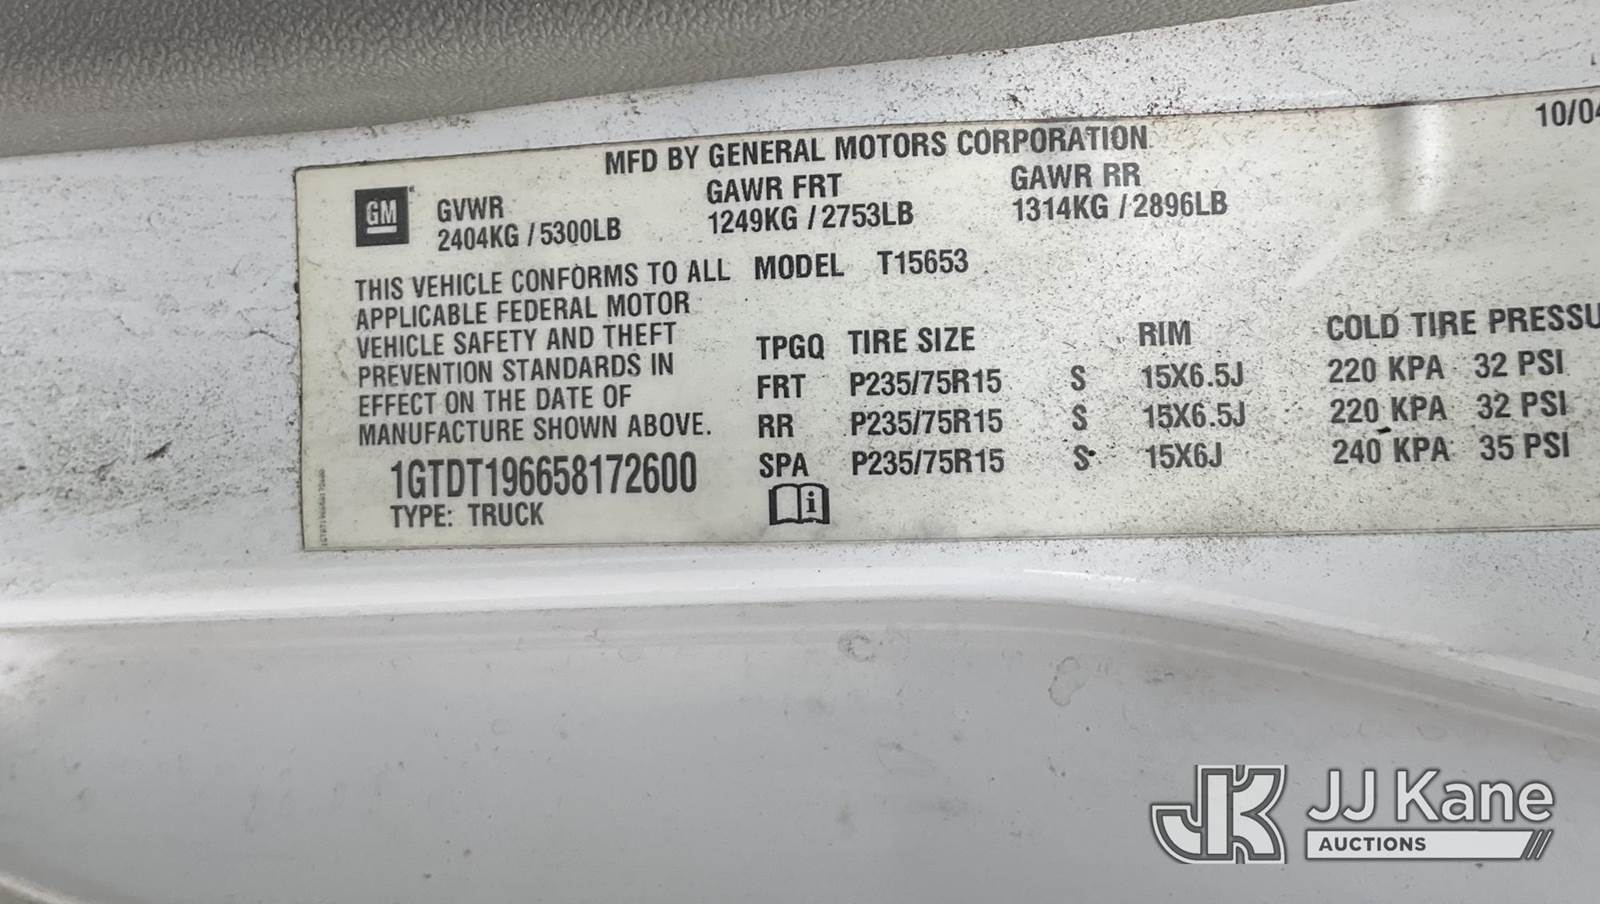 10/04
MFD BY GENERAL MOTORS CORPORATION
GM GVWR GAWR FRT GAWR RR
2404KG / 5300LB 1249KG / 2753LB 1314KG / 2896LB
THIS VEHICLE CONFORMS TO ALL MODEL T15653
APPLICABLE FEDERAL MOTOR
VEHICLE SAFETY AND THEFT
PREVENTION STANDARDS IN
EFFECT ON THE DATE OF
MANUFACTURE SHOWN ABOVE.
1GTDT196658172600
TYPE: TRUCK
TPGQ TIRE SIZE RIM COLD TIRE PRESSU
FRT P235/75R15 S 15X6.5J 220 KPA 32 PSI
RR P235/75R15 S 15X6.5J 220 KPA 32 PSI
SPA P235/75R15 S 15X6J 240 KPA 35 PSI
i
JK JJ Kane
AUCTIONS